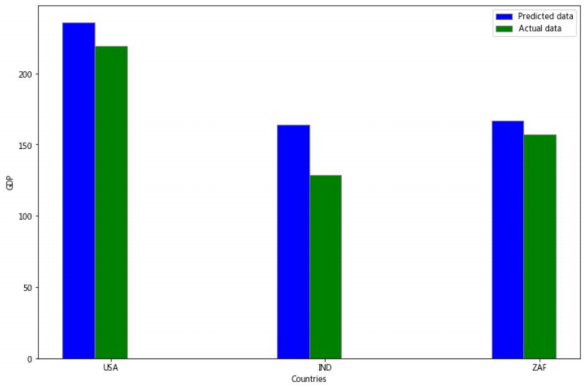 Predicted data
Actual data
200
150
100
50
0
GDP
USA IND ZAF
Countries